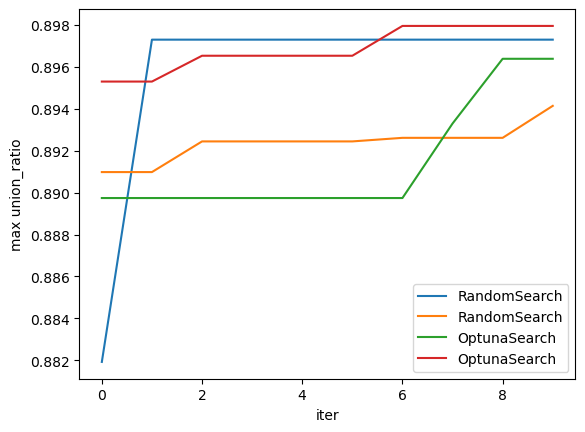 0.898
0.896
0.894
0.892
0.890
0.888
0.886
0.884
0.882
max union_ratio
0 2 4 6 8
iter
RandomSearch
RandomSearch
OptunaSearch
OptunaSearch